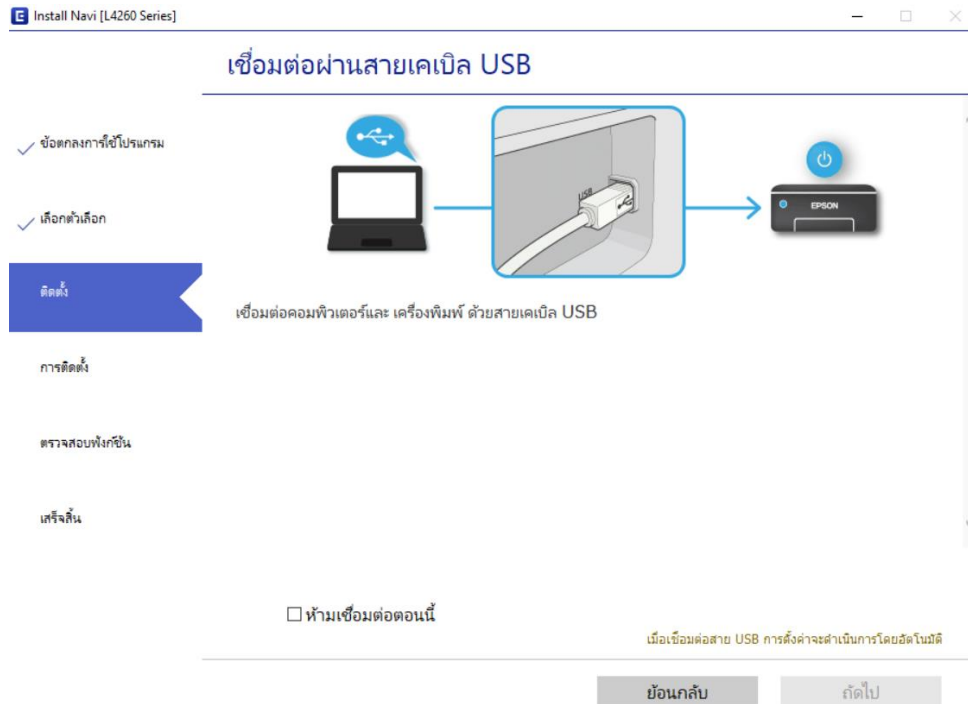 Install Navi [L4260 Series]
เชื่อมต่อผ่านสายเคเบิล USB
ข้อตกลงการใช้โปรแกรม
เลือกตัวเลือก
ติดตั้ง
การติดตั้ง
ตรวจสอบฟังก์ชั่น
เสร็จสิ้น
USB
EPSON
เชื่อมต่อคอมพิวเตอร์และ เครื่องพิมพ์ ด้วยสายเคเบิล USB
ห้ามเชื่อมต่อตอนนี้
เมื่อเชื่อมต่อสาย USB การตั้งค่าจะดำเนินการโดยอัตโนมัติ
ย้อนกลับ
ถัดไป